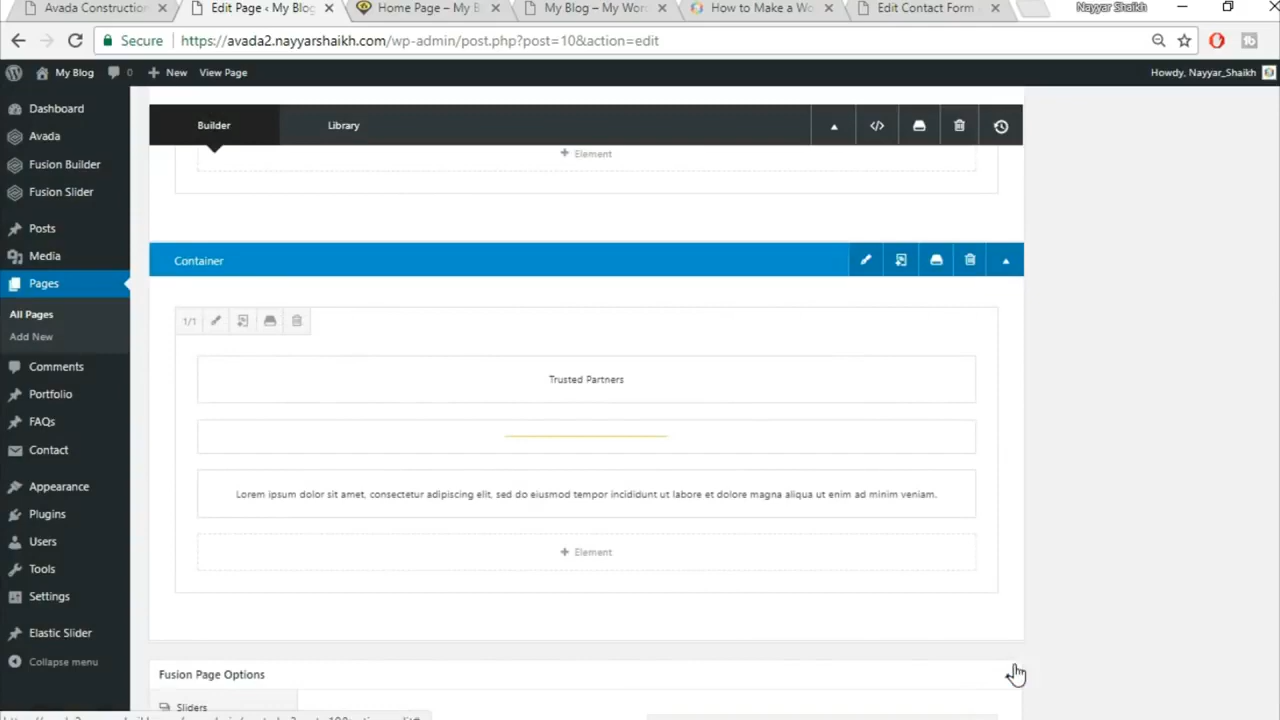 Avada Construction
Edit Page ‹ My Blog
Home Page – My B
My Blog – My Wor
How to Make a Wo
Edit Contact Form
Nayyar Shaikh
Secure
https://avada2.nayyarshaikh.com/wp-admin/post.php?post=10&action=edit
My Blog
0
New
View Page
Howdy, Nayyar_Shaikh
Dashboard
Avada
Fusion Builder
Fusion Slider
Posts
Media
Pages
All Pages
Add New
Comments
Portfolio
FAQs
Contact
Appearance
Plugins
Users
Tools
Settings
Elastic Slider
Collapse menu
Builder
Library
+ Element
Container
1/1
Trusted Partners
Lorem ipsum dolor sit amet, consectetur adipiscing elit, sed do eiusmod tempor incididunt ut labore et dolore magna aliqua ut enim ad minim veniam.
+ Element
Fusion Page Options
Sliders